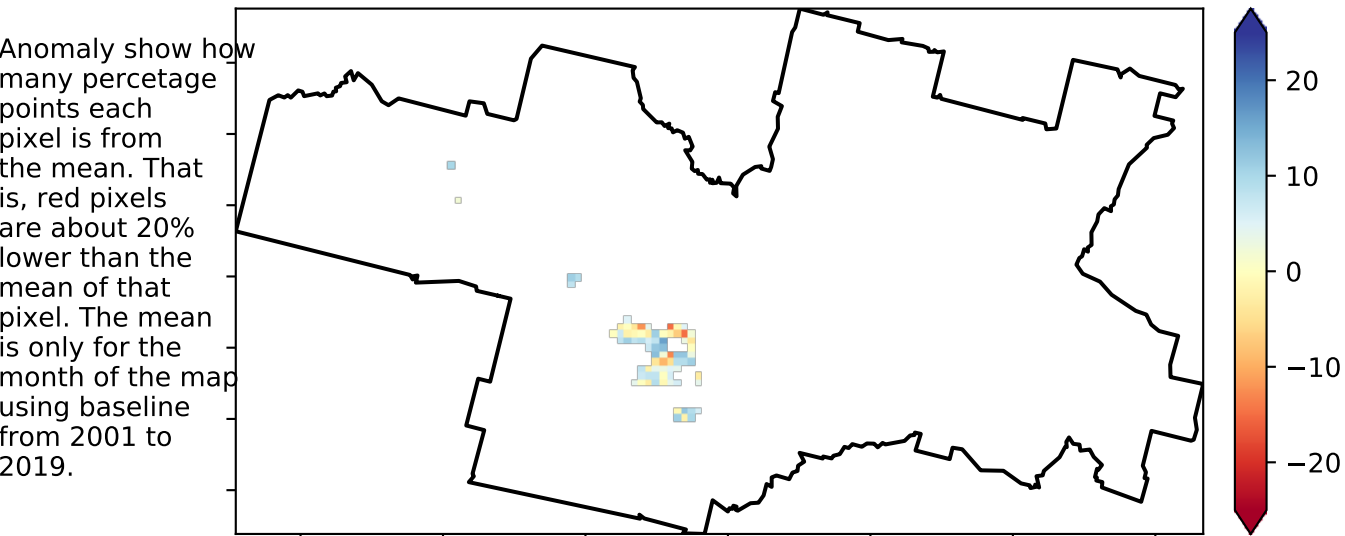 Anomaly show how
many percetage
points each
pixel is from
the mean. That
is, red pixels
are about 20%
lower than the
mean of that
pixel. The mean
is only for the
month of the map
using baseline
from 2001 to
2019.
20
10
0
−10
−20